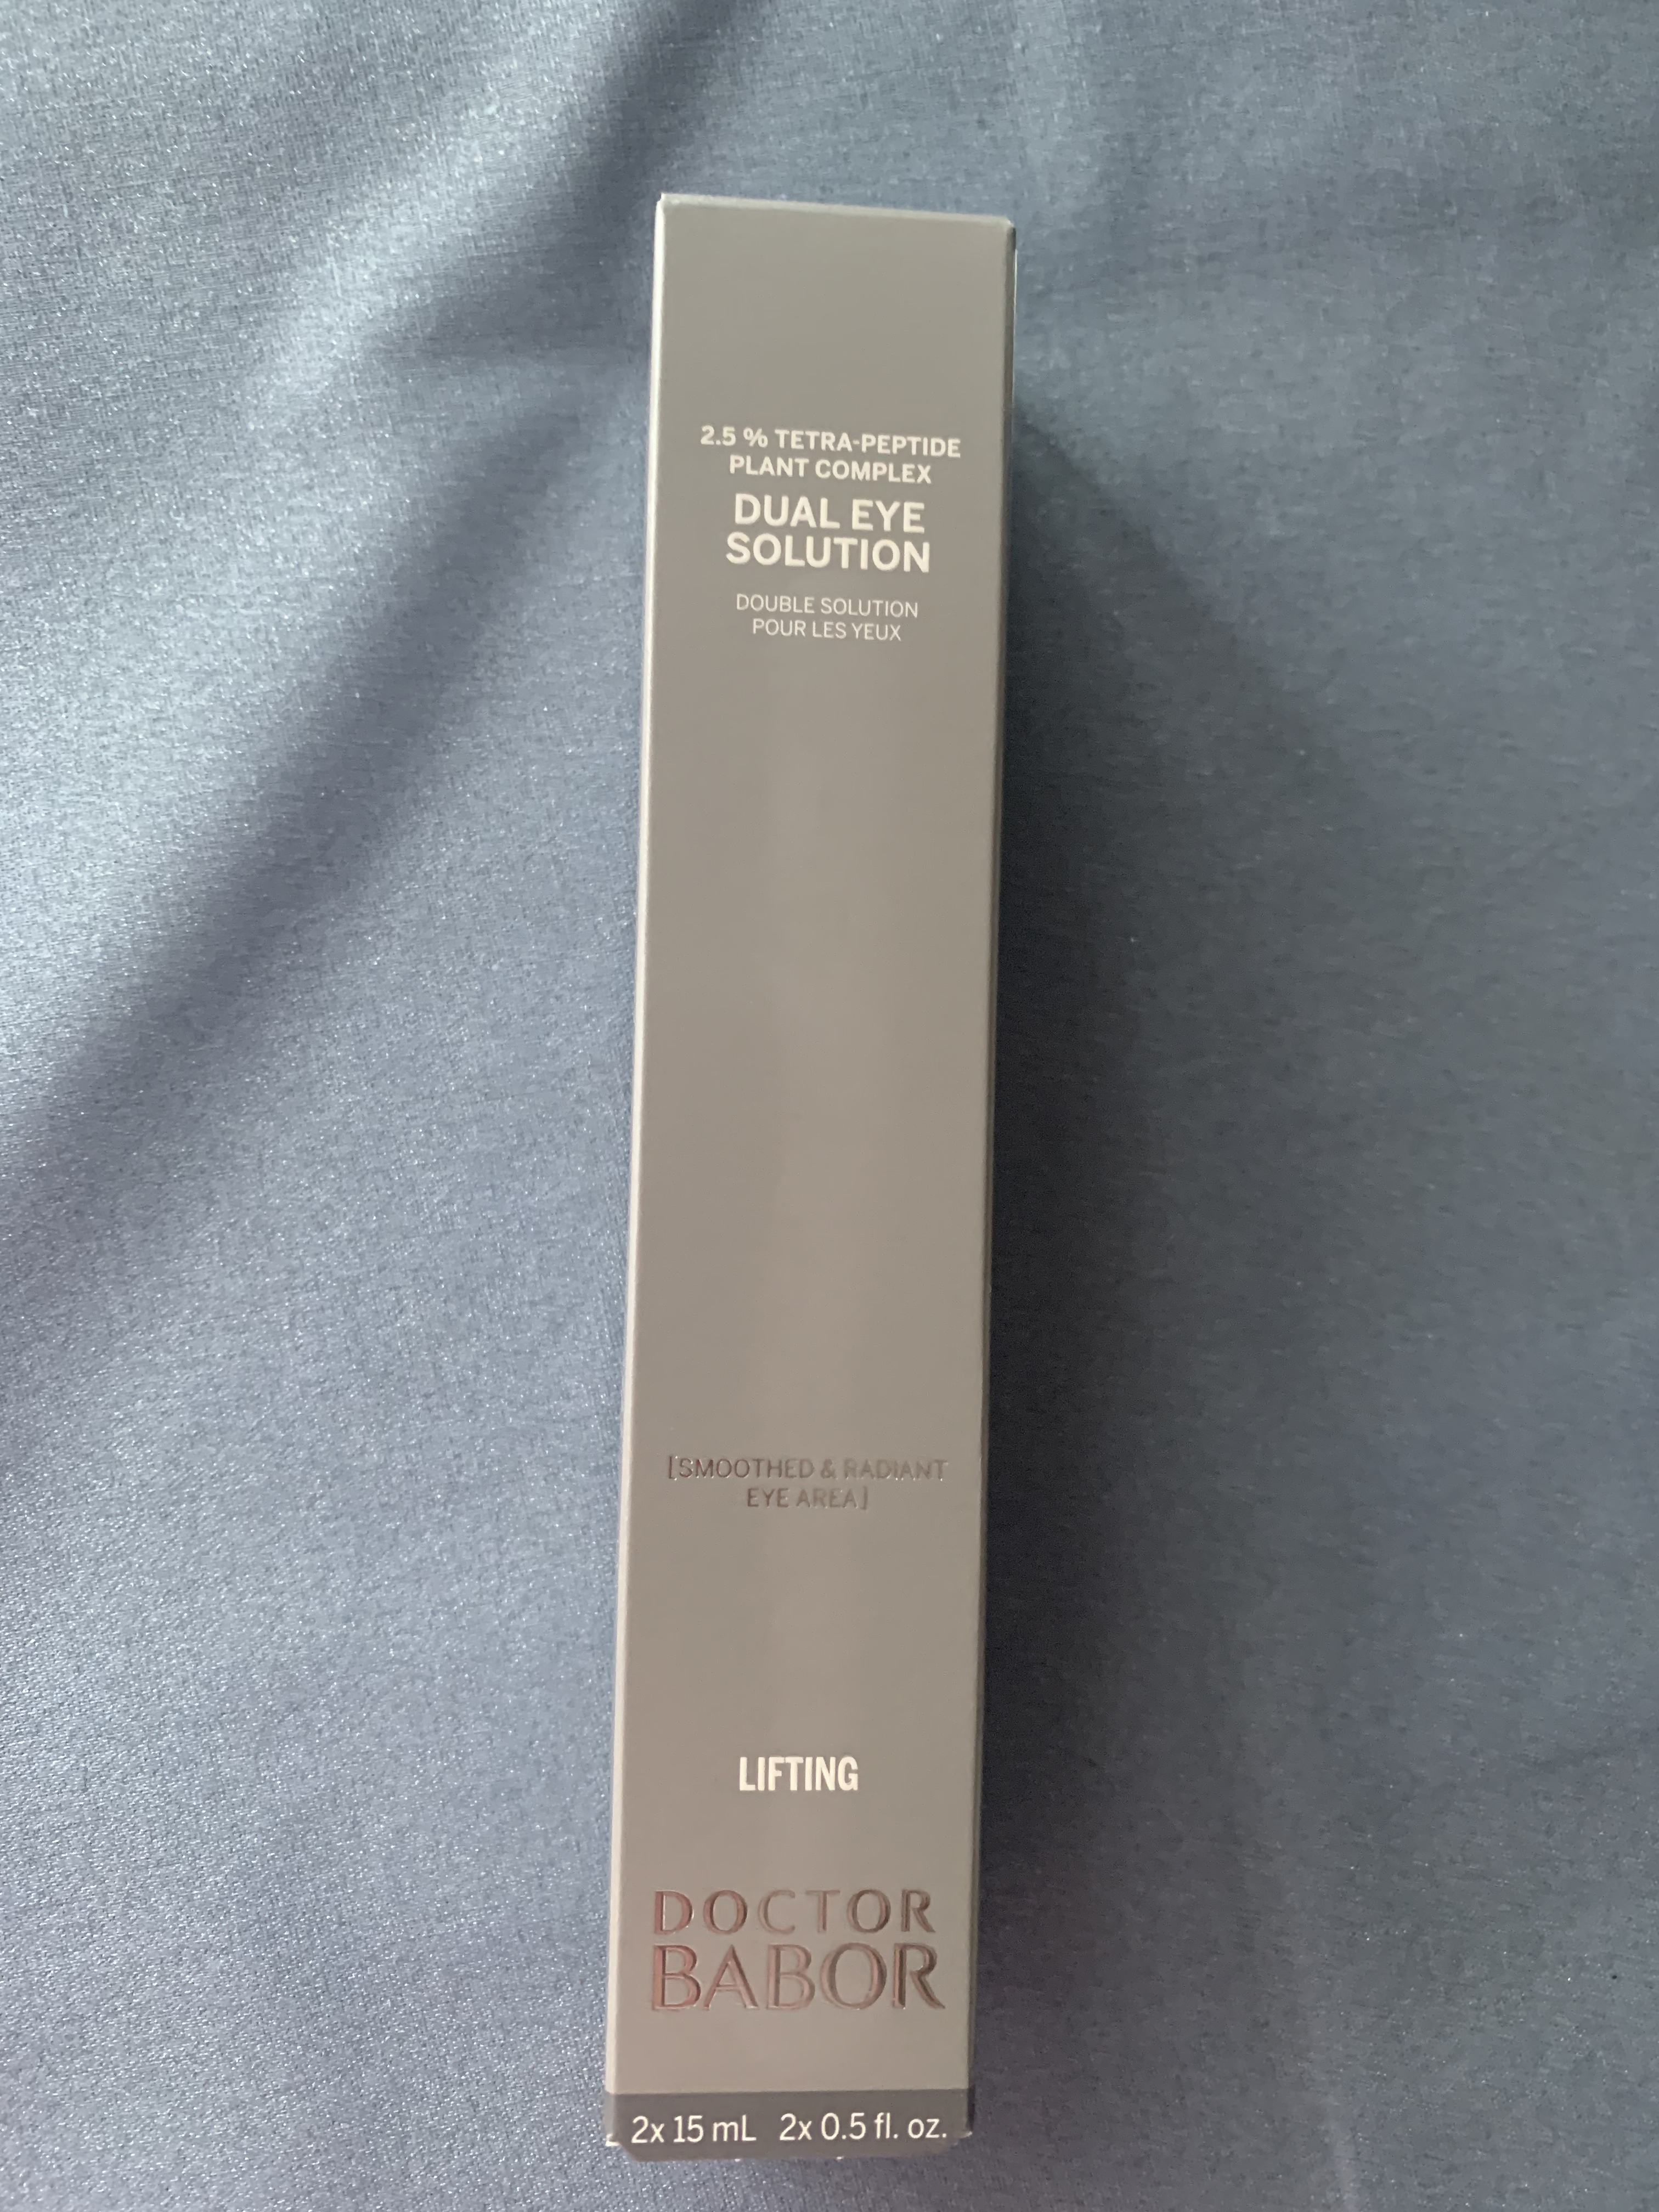 2.5 % TETRA-PEPTIDE
PLANT COMPLEX
DUAL EYE
SOLUTION
DOUBLE SOLUTION
POUR LES YEUX
[SMOOTHED & RADIANT
EYE AREA]
LIFTING
DOCTOR
BABOR
2x 15 mL 2x 0.5 fl. oz.